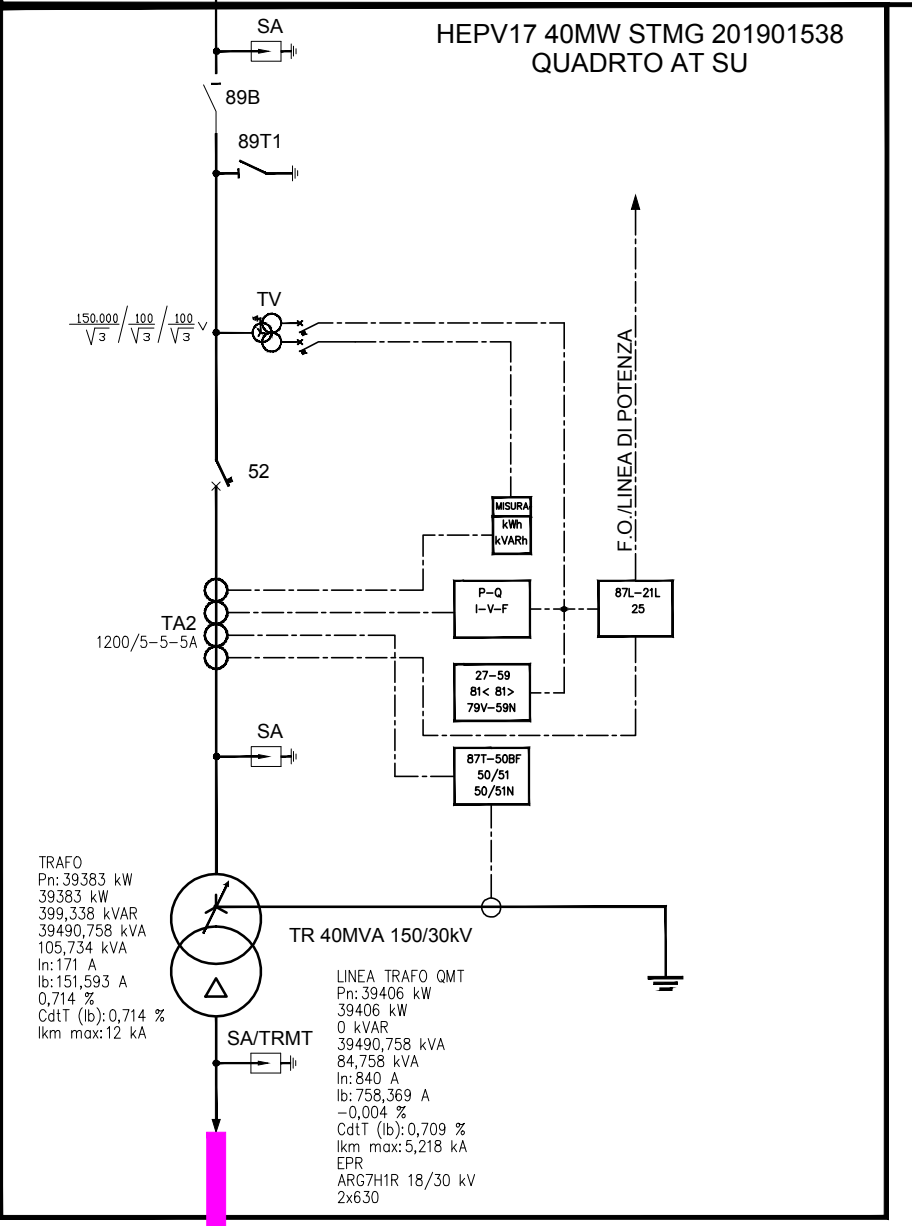 HEPV17 40MW STMG 201901538
QUADRTO AT SU
SA
89B
89T1
TV
150.000/√3 / 100/√3 / 100/√3 V
52
F.O./LINEA DI POTENZA
MISURA
kWh
kVARh
TA2
1200/5-5-5A
P-Q
I-V-F
87L-21L
25
27-59
81< 81>
79V-59N
SA
87T-50BF
50/51
50/51N
TRAFO
Pn: 39383 kW
39383 kW
399,338 kVAR
39490,758 kVA
105,734 kVA
In: 171 A
Ib: 151,593 A
0,714 %
CdtT (Ib): 0,714 %
Ikm max: 12 kA
TR 40MVA 150/30kV
SA/TRMT
LINEA TRAFO QMT
Pn: 39406 kW
39406 kW
0 kVAR
39490,758 kVA
84,758 kVA
In: 840 A
Ib: 758,369 A
-0,004 %
CdtT (Ib): 0,709 %
Ikm max: 5,218 kA
EPR
ARG7H1R 18/30 kV
2x630